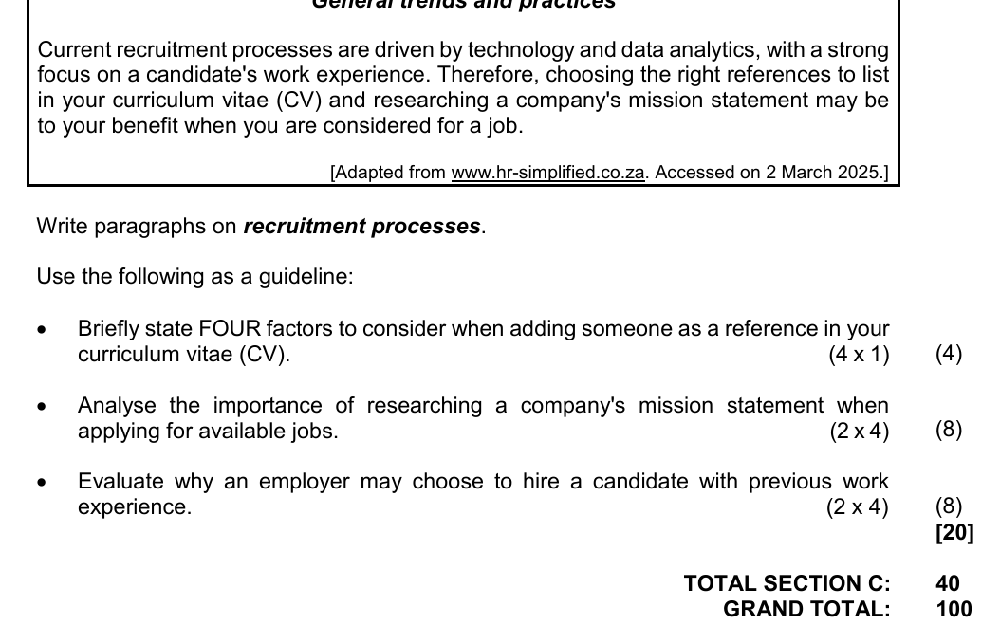 General trends and practices
Current recruitment processes are driven by technology and data analytics, with a strong
focus on a candidate's work experience. Therefore, choosing the right references to list
in your curriculum vitae (CV) and researching a company's mission statement may be
to your benefit when you are considered for a job.
[Adapted from www.hr-simplified.co.za. Accessed on 2 March 2025.]
Write paragraphs on recruitment processes.
Use the following as a guideline:
• Briefly state FOUR factors to consider when adding someone as a reference in your
curriculum vitae (CV). (4 x 1) (4)
• Analyse the importance of researching a company's mission statement when
applying for available jobs. (2 x 4) (8)
• Evaluate why an employer may choose to hire a candidate with previous work
experience. (2 x 4) (8)
[20]
TOTAL SECTION C: 40
GRAND TOTAL: 100